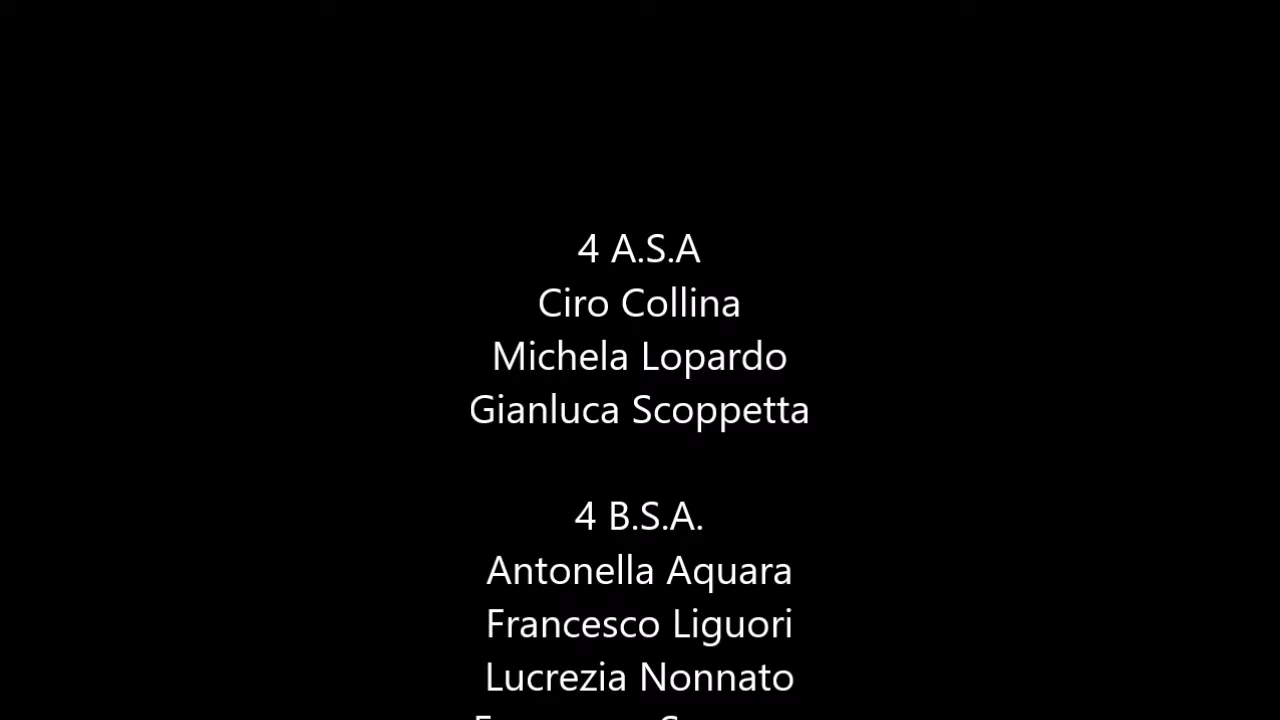 4 A.S.A
Ciro Collina
Michela Lopardo
Gianluca Scoppetta
4 B.S.A.
Antonella Aquara
Francesco Liguori
Lucrezia Nonnato